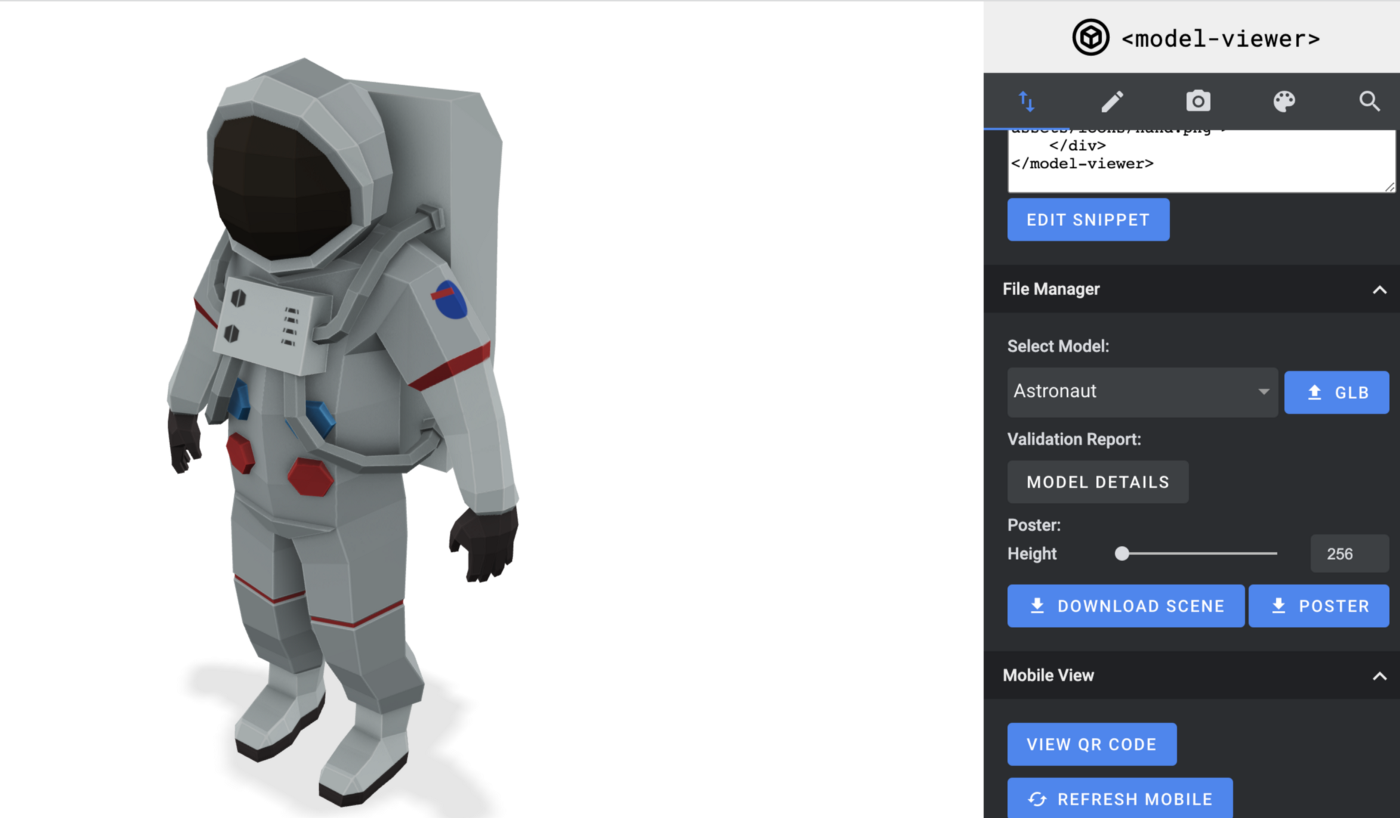 <model-viewer>
</div>
</model-viewer>
EDIT SNIPPET
File Manager
Select Model:
Astronaut
GLB
Validation Report:
MODEL DETAILS
Poster:
Height
256
DOWNLOAD SCENE
POSTER
Mobile View
VIEW QR CODE
REFRESH MOBILE